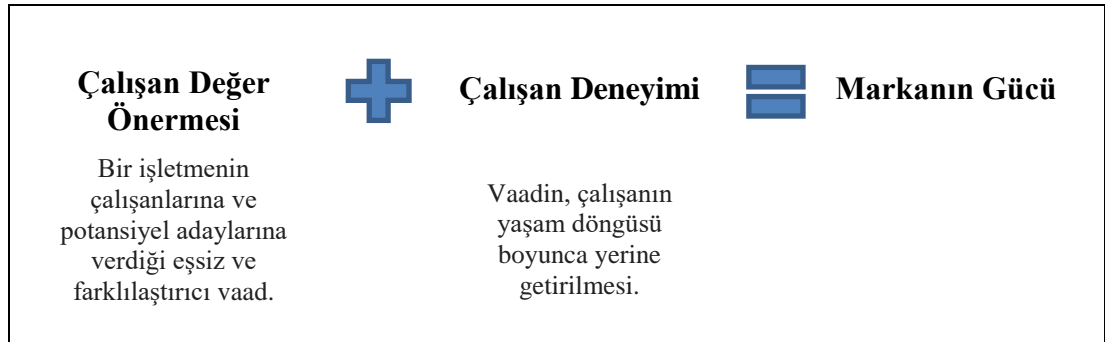 Çalışan Değer
Önermesi
Bir işletmenin
çalışanlarına ve
potansiyel adaylarına
verdiği eşsiz ve
farklılaştırıcı vaad.
Çalışan Deneyimi
Vaadin, çalışanın
yaşam döngüsü
boyunca yerine
getirilmesi.
Markanın Gücü